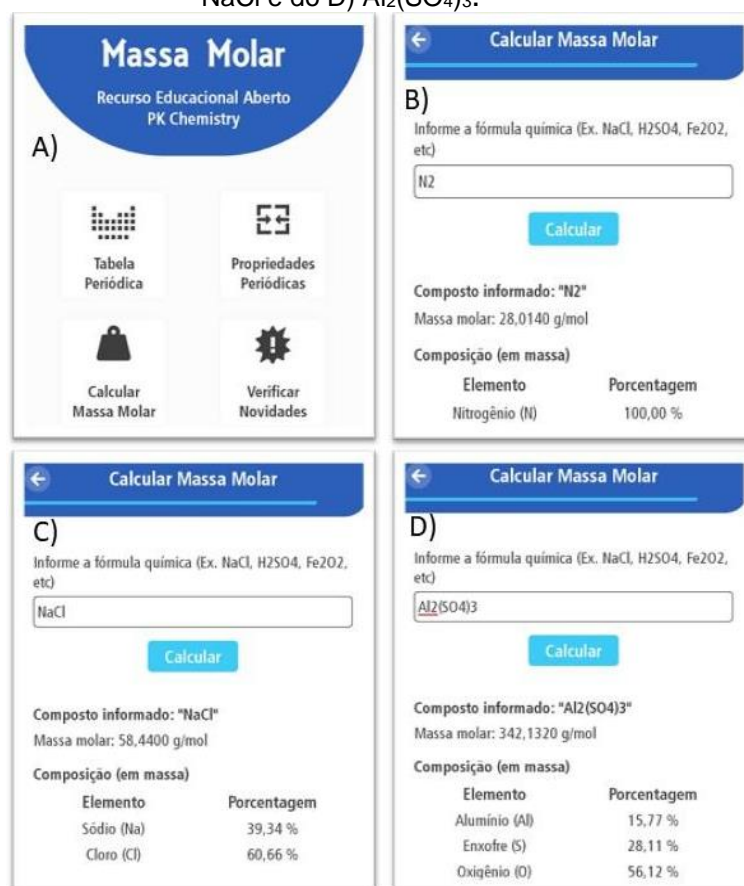 NaCl e do D) Al₂(SO₄)₃.
Massa Molar
Recurso Educacional Aberto
PK Chemistry
A)
Tabela
Periódica
Propriedades
Periódicas
Calcular
Massa Molar
Verificar
Novidades
Calcular Massa Molar
B)
Informe a fórmula química (Ex. NaCl, H2SO4, Fe2O2,
etc)
N2
Calcular
Composto informado: "N2"
Massa molar: 28,0140 g/mol
Composição (em massa)
Elemento Porcentagem
Nitrogênio (N) 100,00 %
Calcular Massa Molar
C)
Informe a fórmula química (Ex. NaCl, H2SO4, Fe2O2,
etc)
NaCl
Calcular
Composto informado: "NaCl"
Massa molar: 58,4400 g/mol
Composição (em massa)
Elemento Porcentagem
Sódio (Na) 39,34 %
Cloro (Cl) 60,66 %
Calcular Massa Molar
D)
Informe a fórmula química (Ex. NaCl, H2SO4, Fe2O2,
etc)
Al2(SO4)3
Calcular
Composto informado: "Al2(SO4)3"
Massa molar: 342,1320 g/mol
Composição (em massa)
Elemento Porcentagem
Alumínio (Al) 15,77 %
Enxofre (S) 28,11 %
Oxigênio (O) 56,12 %